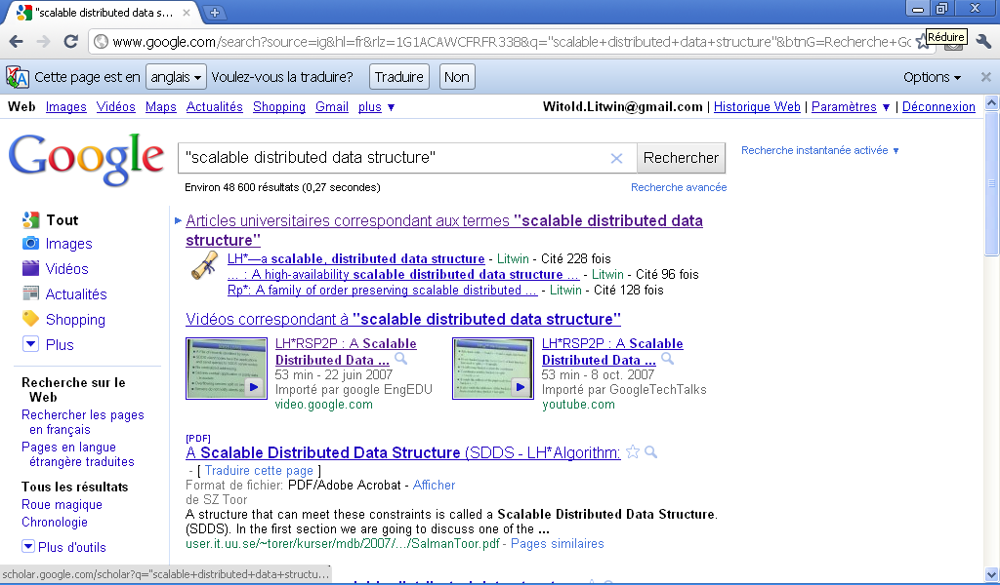 "scalable distributed data s...
Réduire
www.google.com/search?source=ig&hl=fr&rlz=1G1ACAWCFRFR338&q="scalable+distributed+data+structure"&btnG=Recherche+Go
Cette page est en anglais Voulez-vous la traduire? Traduire Non Options
Web Images Vidéos Maps Actualités Shopping Gmail plus ▼ Witold.Litwin@gmail.com | Historique Web | Paramètres ▼ | Déconnexion
Google
"scalable distributed data structure" Rechercher Recherche instantanée activée ▼
Environ 48 600 résultats (0,27 secondes) Recherche avancée
Tout
Images
Vidéos
Actualités
Shopping
Plus
Recherche sur le
Web
Rechercher les pages
en français
Pages en langue
étrangère traduites
Tous les résultats
Roue magique
Chronologie
Plus d'outils
Articles universitaires correspondant aux termes "scalable distributed data
structure"
LH*—a scalable, distributed data structure - Litwin - Cité 228 fois
... : A high-availability scalable distributed data structure ... - Litwin - Cité 96 fois
Rp*: A family of order preserving scalable distributed ... - Litwin - Cité 128 fois
Vidéos correspondant à "scalable distributed data structure"
LH*RSP2P : A Scalable
Distributed Data ...
53 min - 22 juin 2007
Importé par google EngEDU
video.google.com
LH*RSP2P : A Scalable
Distributed Data ...
53 min - 8 oct. 2007
Importé par GoogleTechTalks
youtube.com
[PDF]
A Scalable Distributed Data Structure (SDDS - LH*Algorithm:
- [ Traduire cette page ]
Format de fichier: PDF/Adobe Acrobat - Afficher
de SZ Toor
A structure that can meet these constraints is called a Scalable Distributed Data Structure.
(SDDS). In the first section we are going to discuss one of the ...
user.it.uu.se/~torer/kurser/mdb/2007/.../SalmanToor.pdf - Pages similaires
scholar.google.com/scholar?q="scalable+distributed+data+structu...